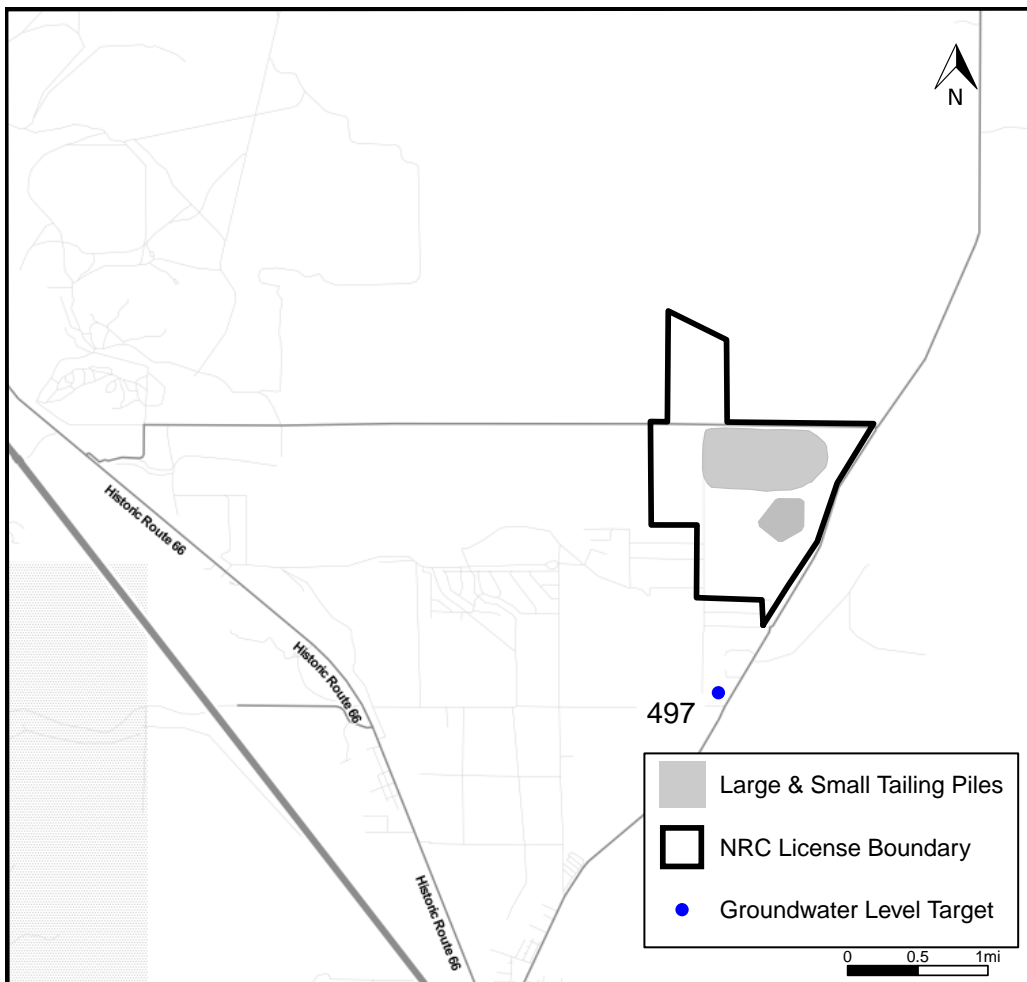 N
Historic Route 66
Historic Route 66
497
Large & Small Tailing Piles
NRC License Boundary
Historic Route 66
Groundwater Level Target
0 0.5 1mi